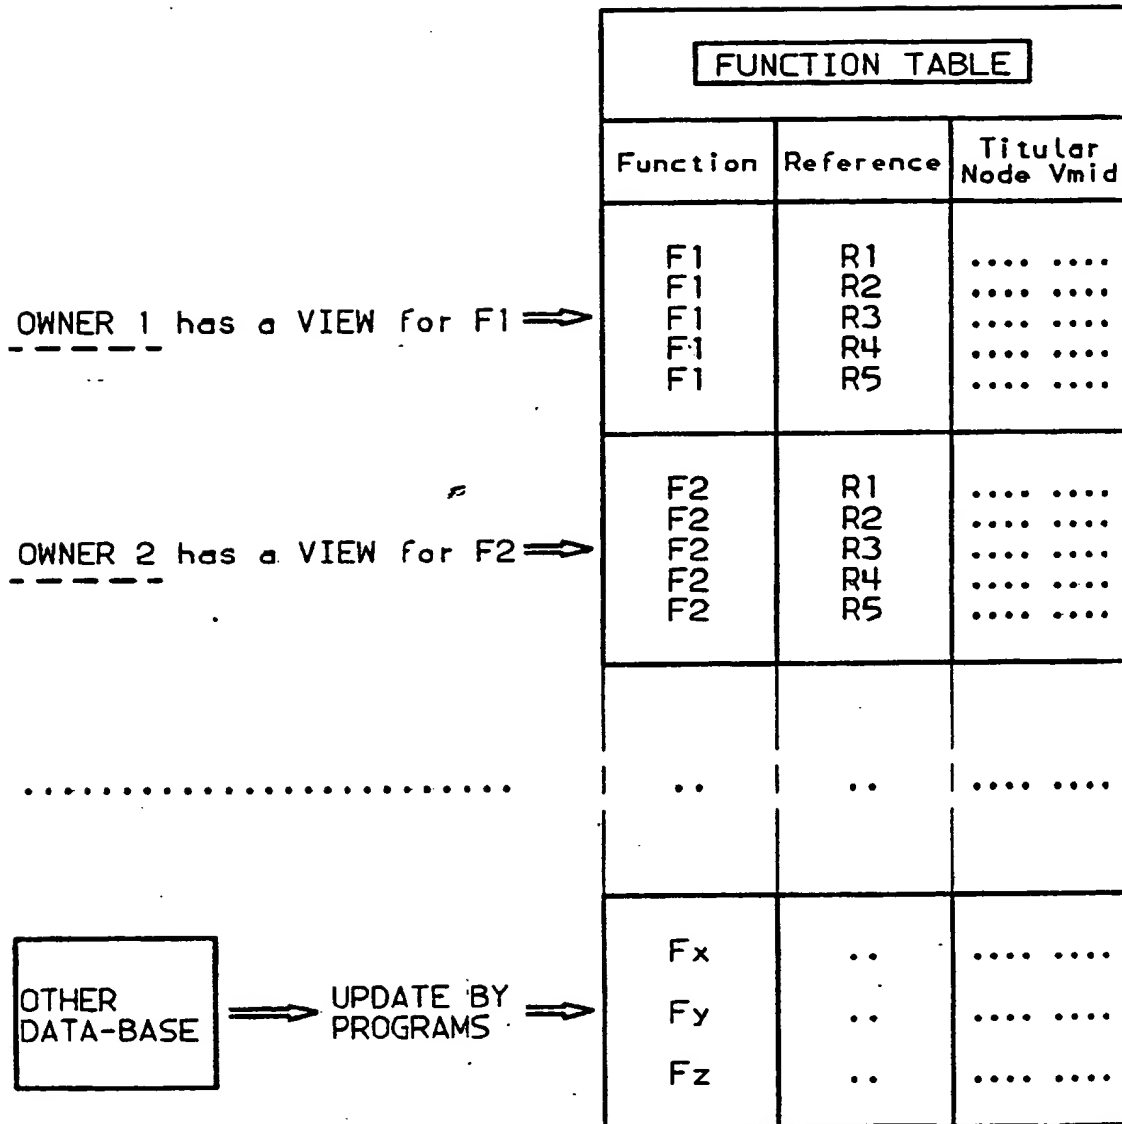 FUNCTION TABLE
Function Reference Titular Node Vmid
F1 R1 .... ....
F1 R2 .... ....
OWNER 1 has a VIEW for F1 F1 R3 .... ....
F1 R4 .... ....
F1 R5 .... ....
F2 R1 .... ....
F2 R2 .... ....
OWNER 2 has a VIEW for F2 F2 R3 .... ....
F2 R4 .... ....
F2 R5 .... ....
........................ .. .. .... ....
Fx .. .... ....
OTHER DATA-BASE UPDATE BY PROGRAMS Fy .. .... ....
Fz .. .... ....